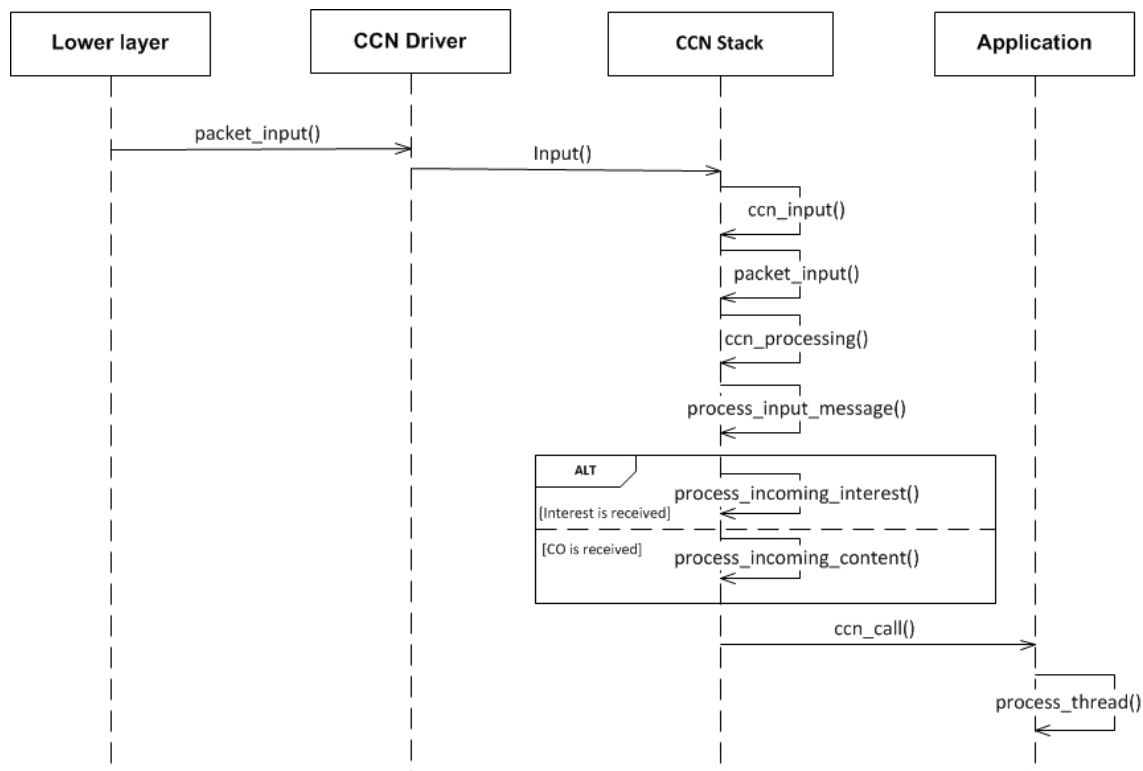 Lower layer
CCN Driver
CCN Stack
Application
packet_input()
Input()
ccn_input()
packet_input()
ccn_processing()
process_input_message()
ALT
process_incoming_interest()
[Interest is received]
[CO is received]
process_incoming_content()
ccn_call()
process_thread()